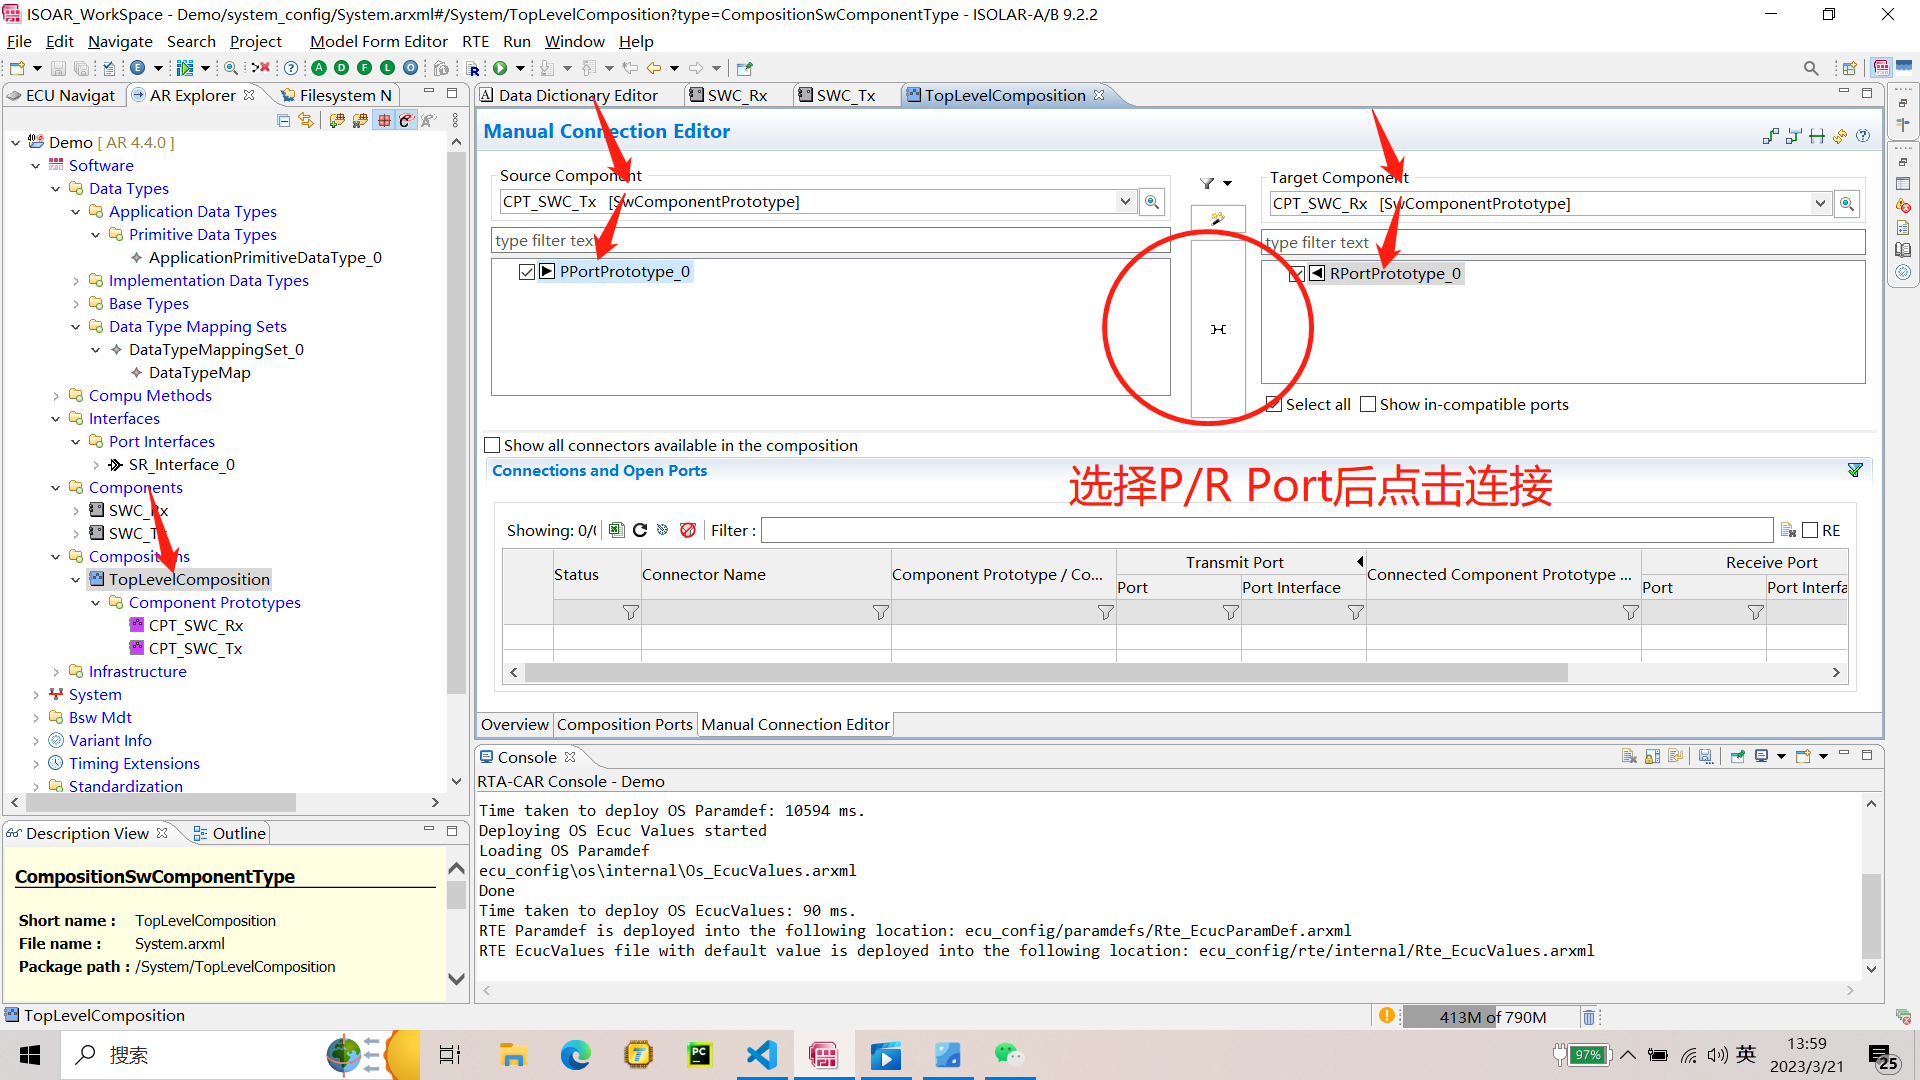 ISOAR_WorkSpace - Demo/system_config/System.arxml#/System/TopLevelComposition?type=CompositionSwComponentType - ISOLAR-A/B 9.2.2
File Edit Navigate Search Project Model Form Editor RTE Run Window Help
ECU Navigat AR Explorer Filesystem N
Demo [ AR 4.4.0 ]
Software
Data Types
Application Data Types
Primitive Data Types
ApplicationPrimitiveDataType_0
Implementation Data Types
Base Types
Data Type Mapping Sets
DataTypeMappingSet_0
DataTypeMap
Compu Methods
Interfaces
Port Interfaces
SR_Interface_0
Components
SWC_Rx
SWC_Tx
Compositions
TopLevelComposition
Component Prototypes
CPT_SWC_Rx
CPT_SWC_Tx
Infrastructure
System
Bsw Mdt
Variant Info
Timing Extensions
Standardization
Description View Outline
CompositionSwComponentType
Short name : TopLevelComposition
File name : System.arxml
Package path : /System/TopLevelComposition
Data Dictionary Editor SWC_Rx SWC_Tx TopLevelComposition
Manual Connection Editor
Source Component
CPT_SWC_Tx [SwComponentPrototype]
type filter text
PPortPrototype_0
Target Component
CPT_SWC_Rx [SwComponentPrototype]
type filter text
RPortPrototype_0
Select all Show in-compatible ports
Show all connectors available in the composition
Connections and Open Ports
选择P/R Port后点击连接
Showing: 0/( Filter : RE
Status Connector Name Component Prototype / Co... Transmit Port Connected Component Prototype ... Receive Port
Port Port Interface Port Port Interfa
Overview Composition Ports Manual Connection Editor
Console
RTA-CAR Console - Demo
Time taken to deploy OS Paramdef: 10594 ms.
Deploying OS Ecuc Values started
Loading OS Paramdef
ecu_config\os\internal\Os_EcucValues.arxml
Done
Time taken to deploy OS EcucValues: 90 ms.
RTE Paramdef is deployed into the following location: ecu_config/paramdefs/Rte_EcucParamDef.arxml
RTE EcucValues file with default value is deployed into the following location: ecu_config/rte/internal/Rte_EcucValues.arxml
TopLevelComposition
413M of 790M
搜索
97%
英
13:59
2023/3/21
25